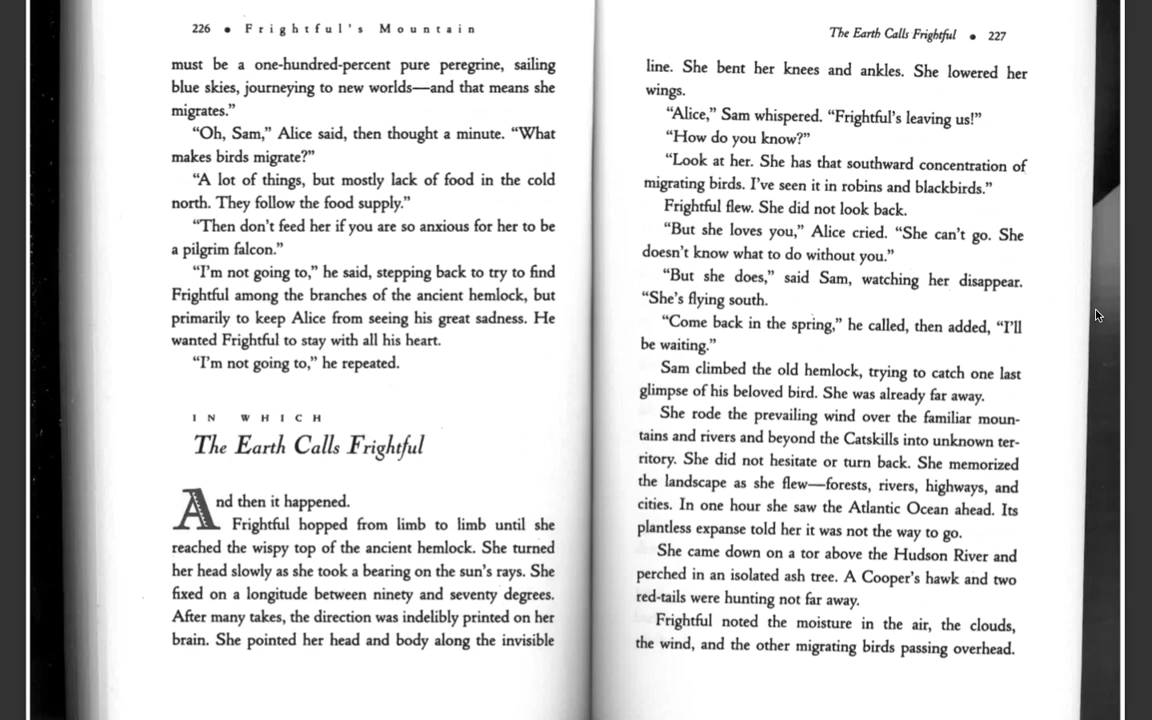 226 • Frightful's Mountain
must be a one-hundred-percent pure peregrine, sailing
blue skies, journeying to new worlds—and that means she
migrates.”
“Oh, Sam,” Alice said, then thought a minute. “What
makes birds migrate?”
“A lot of things, but mostly lack of food in the cold
north. They follow the food supply.”
“Then don’t feed her if you are so anxious for her to be
a pilgrim falcon.”
“I’m not going to,” he said, stepping back to try to find
Frightful among the branches of the ancient hemlock, but
primarily to keep Alice from seeing his great sadness. He
wanted Frightful to stay with all his heart.
“I’m not going to,” he repeated.
IN WHICH
The Earth Calls Frightful
And then it happened.
Frightful hopped from limb to limb until she
reached the wispy top of the ancient hemlock. She turned
her head slowly as she took a bearing on the sun’s rays. She
fixed on a longitude between ninety and seventy degrees.
After many takes, the direction was indelibly printed on her
brain. She pointed her head and body along the invisible
The Earth Calls Frightful • 227
line. She bent her knees and ankles. She lowered her
wings.
“Alice,” Sam whispered. “Frightful’s leaving us!”
“How do you know?”
“Look at her. She has that southward concentration of
migrating birds. I’ve seen it in robins and blackbirds.”
Frightful flew. She did not look back.
“But she loves you,” Alice cried. “She can’t go. She
doesn’t know what to do without you.”
“But she does,” said Sam, watching her disappear.
“She’s flying south.
“Come back in the spring,” he called, then added, “I’ll
be waiting.”
Sam climbed the old hemlock, trying to catch one last
glimpse of his beloved bird. She was already far away.
She rode the prevailing wind over the familiar moun-
tains and rivers and beyond the Catskills into unknown ter-
ritory. She did not hesitate or turn back. She memorized
the landscape as she flew—forests, rivers, highways, and
cities. In one hour she saw the Atlantic Ocean ahead. Its
plantless expanse told her it was not the way to go.
She came down on a tor above the Hudson River and
perched in an isolated ash tree. A Cooper’s hawk and two
red-tails were hunting not far away.
Frightful noted the moisture in the air, the clouds,
the wind, and the other migrating birds passing overhead.